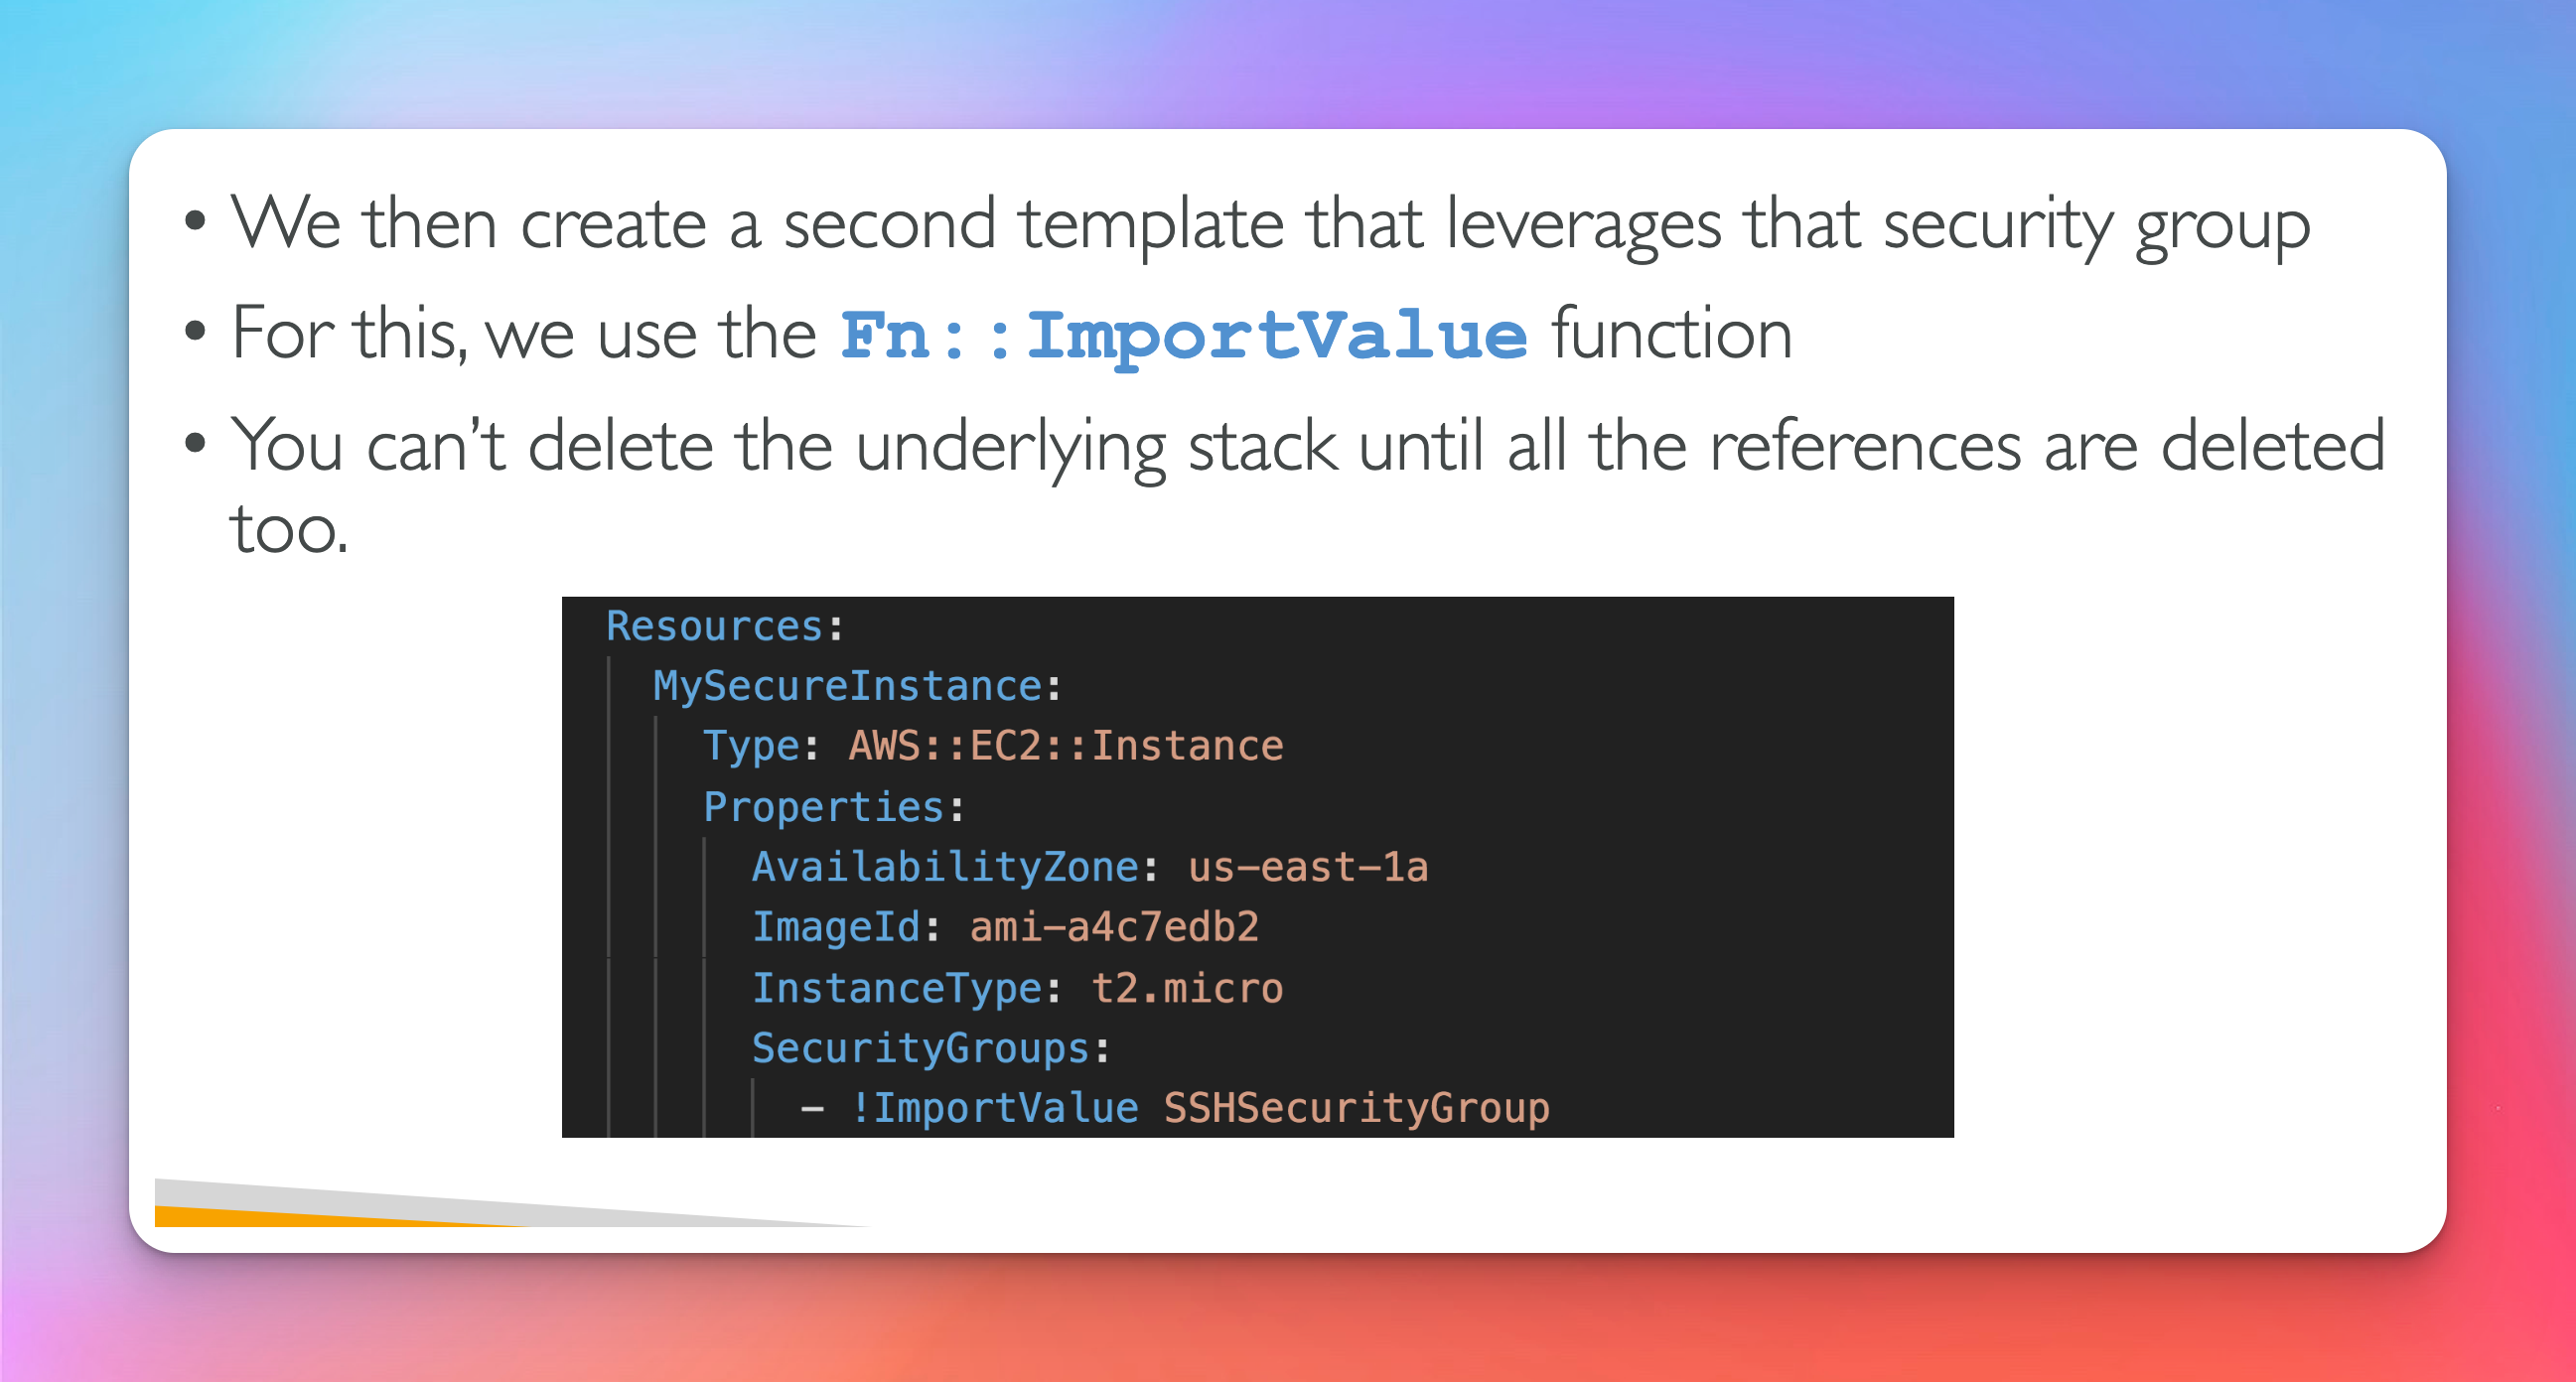 • We then create a second template that leverages that security group
• For this, we use the Fn::ImportValue function
• You can’t delete the underlying stack until all the references are deleted
too.
Resources:
MySecureInstance:
Type: AWS::EC2::Instance
Properties:
AvailabilityZone: us-east-1a
ImageId: ami-a4c7edb2
InstanceType: t2.micro
SecurityGroups:
- !ImportValue SSHSecurityGroup